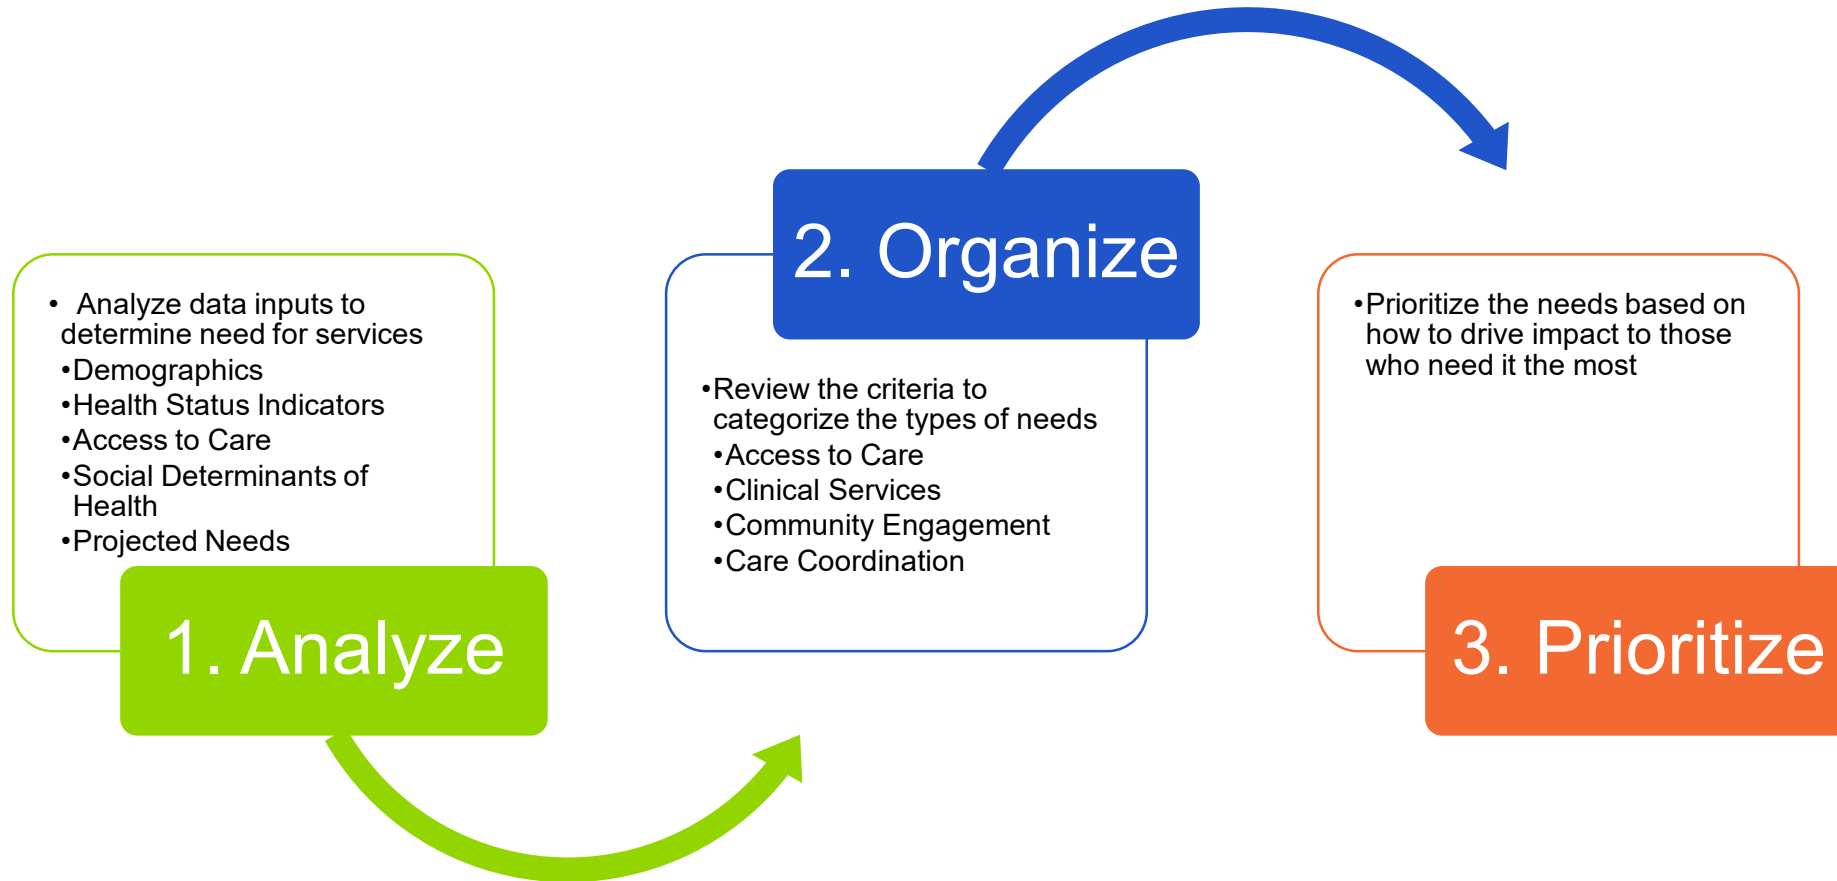 • Analyze data inputs to
determine need for services
•Demographics
•Health Status Indicators
•Access to Care
•Social Determinants of
Health
•Projected Needs
1. Analyze
2. Organize
•Review the criteria to
categorize the types of needs
•Access to Care
•Clinical Services
•Community Engagement
•Care Coordination
•Prioritize the needs based on
how to drive impact to those
who need it the most
3. Prioritize